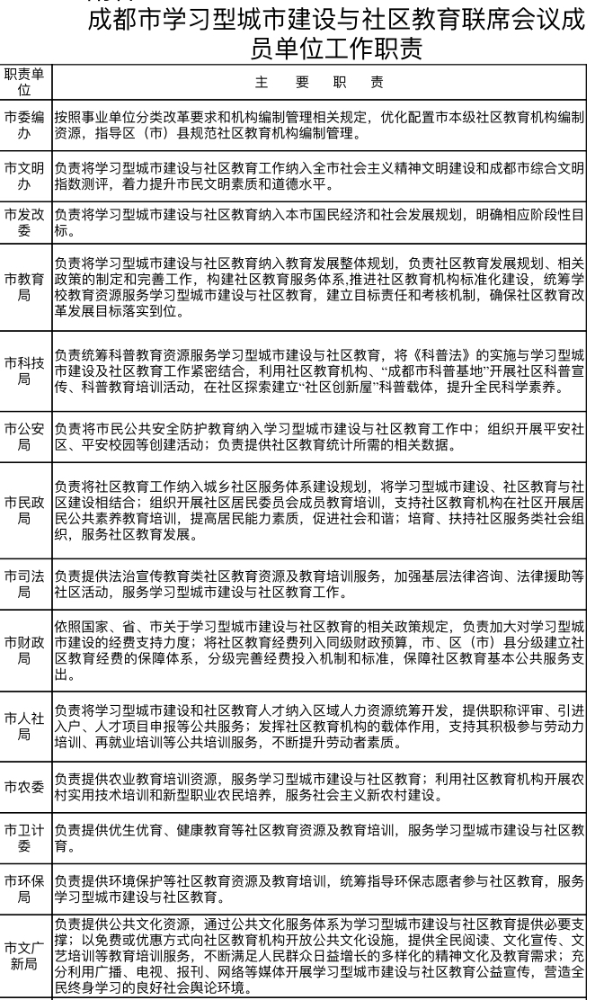 成都市学习型城市建设与社区教育联席会议成
员单位工作职责
职责单
位
主 要 职 责
市委编
办
按照事业单位分类改革要求和机构编制管理相关规定，优化配置市本级社区教育机构编制
资源，指导区（市）县规范社区教育机构编制管理。
市文明
办
负责将学习型城市建设与社区教育工作纳入全市社会主义精神文明建设和成都市综合文明
指数测评，着力提升市民文明素质和道德水平。
市发改
委
负责将学习型城市建设与社区教育纳入本市国民经济和社会发展规划，明确相应阶段性目
标。
市教育
局
负责将学习型城市建设与社区教育纳入教育发展整体规划，负责社区教育发展规划、相关
政策的制定和完善工作，构建社区教育服务体系,推进社区教育机构标准化建设，统筹学
校教育资源服务学习型城市建设与社区教育，建立目标责任和考核机制，确保社区教育改
革发展目标落实到位。
市科技
局
负责统筹科普教育资源服务学习型城市建设与社区教育，将《科普法》的实施与学习型城
市建设及社区教育工作紧密结合，利用社区教育机构、“成都市科普基地”开展社区科普宣
传、科普教育培训活动，在社区探索建立“社区创新屋”科普载体，提升全民科学素养。
市公安
局
负责将市民公共安全防护教育纳入学习型城市建设与社区教育工作中；组织开展平安社
区、平安校园等创建活动；负责提供社区教育统计所需的相关数据。
市民政
局
负责将社区教育工作纳入城乡社区服务体系建设规划，将学习型城市建设、社区教育与社
区建设相结合；组织开展社区居民委员会成员教育培训，支持社区教育机构在社区开展居
民公共素养教育培训，提高居民能力素质，促进社会和谐；培育、扶持社区服务类社会组
织，服务社区教育发展。
市司法
局
负责提供法治宣传教育类社区教育资源及教育培训服务，加强基层法律咨询、法律援助等
社区活动，服务学习型城市建设与社区教育工作。
市财政
局
依照国家、省、市关于学习型城市建设与社区教育的相关政策规定，负责加大对学习型城
市建设的经费支持力度；将社区教育经费列入同级财政预算，市、区（市）县分级建立社
区教育经费的保障体系，分级完善经费投入机制和标准，保障社区教育基本公共服务支
出。
市人社
局
负责将学习型城市建设和社区教育人才纳入区域人力资源统筹开发，提供职称评审、引进
入户、人才项目申报等公共服务；发挥社区教育机构的载体作用，支持其积极参与劳动力
培训、再就业培训等公共培训服务，不断提升劳动者素质。
市农委
负责提供农业教育培训资源，服务学习型城市建设与社区教育；利用社区教育机构开展农
村实用技术培训和新型职业农民培养，服务社会主义新农村建设。
市卫计
委
负责提供优生优育、健康教育等社区教育资源及教育培训，服务学习型城市建设与社区教
育。
市环保
局
负责提供环境保护等社区教育资源及教育培训，统筹指导环保志愿者参与社区教育，服务
学习型城市建设与社区教育。
市文广
新局
负责提供公共文化资源，通过公共文化服务体系为学习型城市建设与社区教育提供必要支
撑；以免费或优惠方式向社区教育机构开放公共文化设施，提供全民阅读、文化宣传、文
艺培训等教育培训服务，不断满足人民群众日益增长的多样化的精神文化及教育需求；充
分利用广播、电视、报刊、网络等媒体开展学习型城市建设与社区教育公益宣传，营造全
民终身学习的良好社会舆论环境。